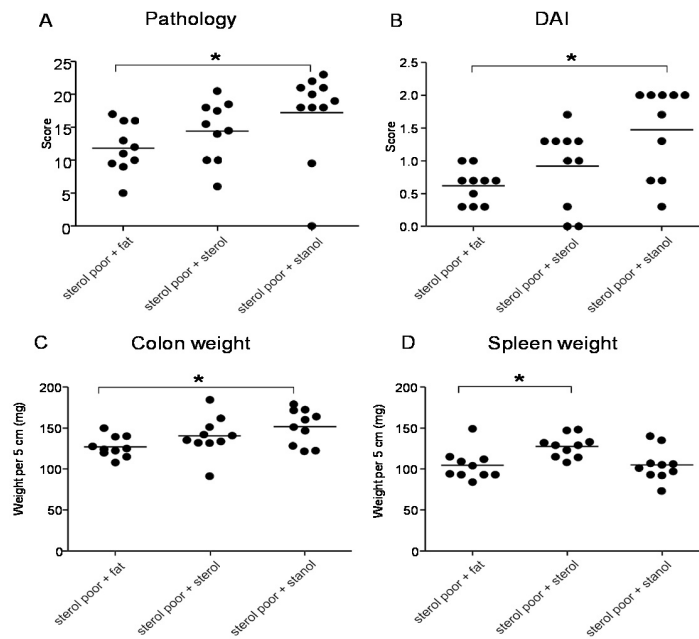 A Pathology
*
25
20
15
10
5
0
Score
sterol poor + fat
sterol poor + sterol
sterol poor + stanol
B DAI
*
2.5
2.0
1.5
1.0
0.5
0.0
Score
sterol poor + fat
sterol poor + sterol
sterol poor + stanol
C Colon weight
*
200
150
100
50
0
Weight per 5 cm (mg)
sterol poor + fat
sterol poor + sterol
sterol poor + stanol
D Spleen weight
*
200
150
100
50
0
Weight per 5 cm (mg)
sterol poor + fat
sterol poor + sterol
sterol poor + stanol